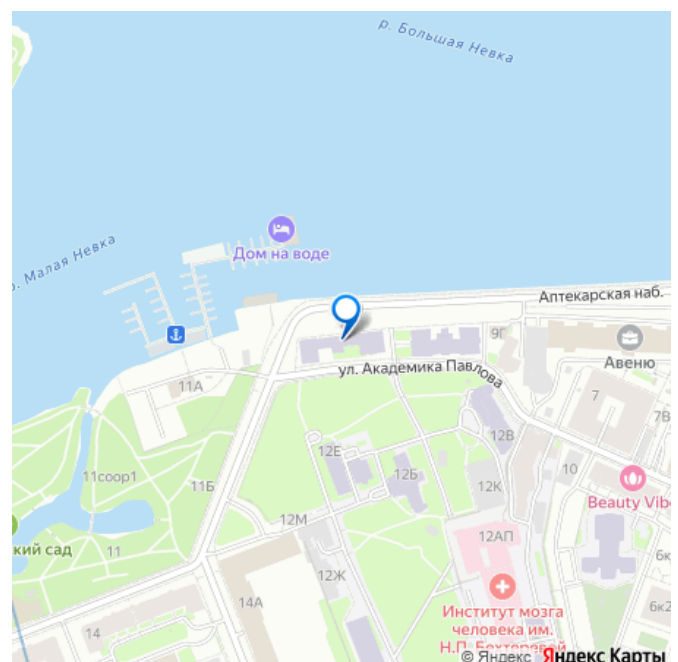 р. Большая Невка
р. Малая Невка
Дом на воде
Аптекарская наб.
9Г
Авеню
ул. Академика Павлова
11А
7
7В
12Е
12В
12Б
10
11соор1
11Б
12К
Beauty Vibe
12М
кий сад
11
12АП
12Ж
6к
14А
6к2
14
Институт мозга
человека им.
Н.П. Бехтеревой
© Яндекс Яндекс Карты